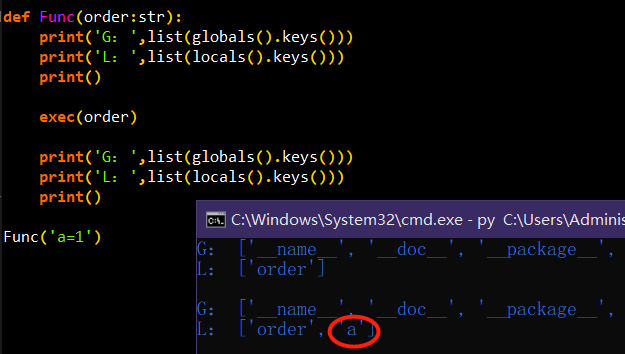 def Func(order:str):
    print('G: ',list(globals().keys()))
    print('L: ',list(locals().keys()))
    print()

    exec(order)

    print('G: ',list(globals().keys()))
    print('L: ',list(locals().keys()))
    print()

Func('a=1')
C:\Windows\System32\cmd.exe - py  C:\Users\Adminis
G:  ['__name__', '__doc__', '__package__',
L:  ['order']

G:  ['__name__', '__doc__', '__package__',
L:  ['order', 'a']